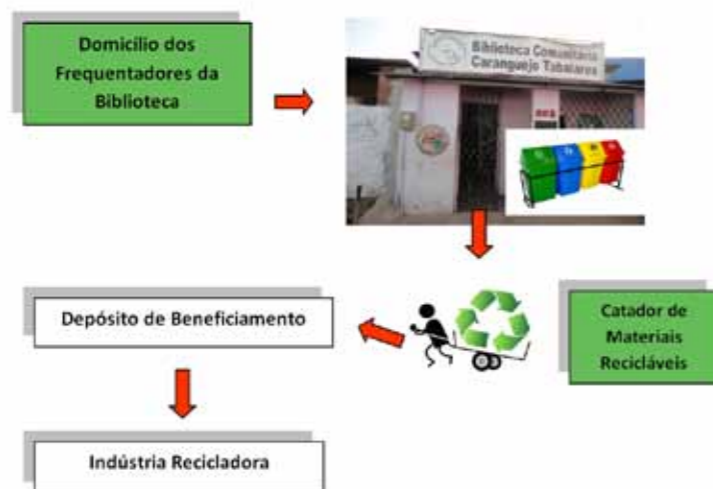 Domicílio dos
Frequentadores da
Biblioteca
Biblioteca Comunitária
Caranguejo Tabaiares
Depósito de Beneficiamento
Catador de
Materiais
Recicláveis
Indústria Recicladora